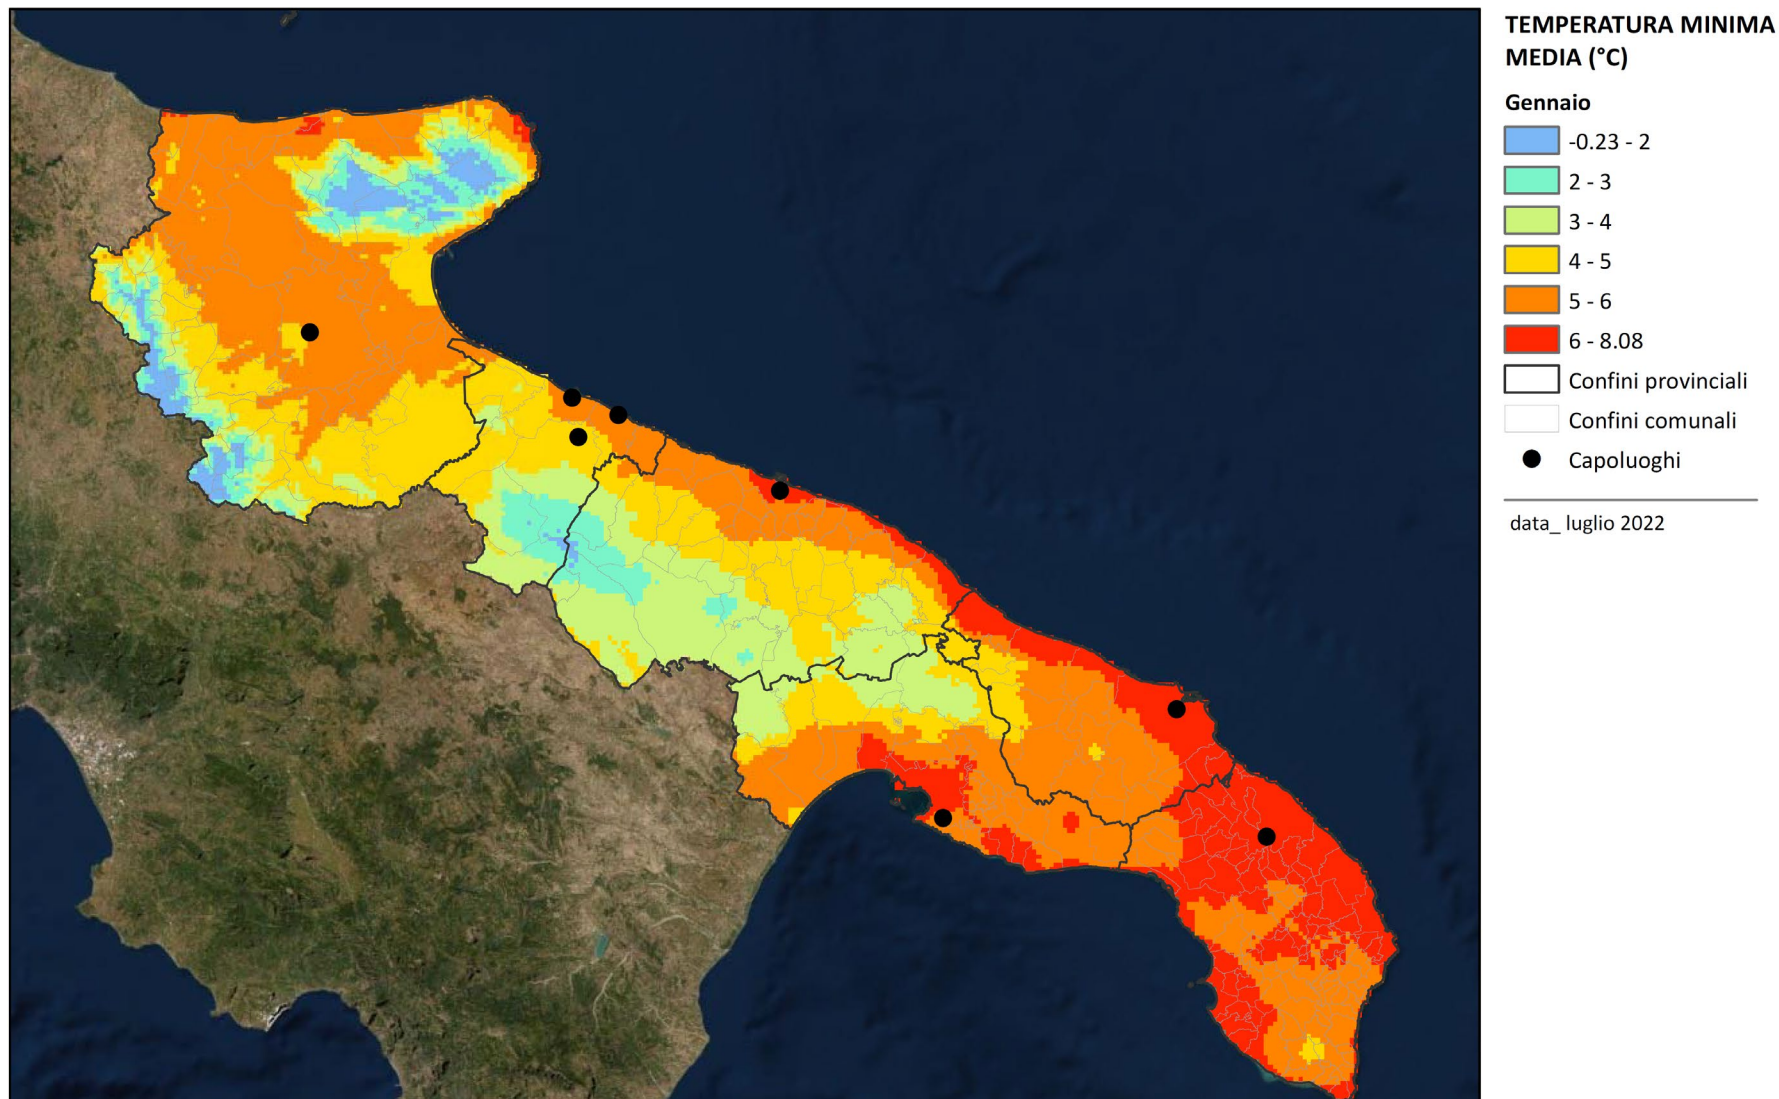 TEMPERATURA MINIMA
MEDIA (°C)
Gennaio
-0.23 - 2
2 - 3
3 - 4
4 - 5
5 - 6
6 - 8.08
Confini provinciali
Confini comunali
Capoluoghi
data_ luglio 2022